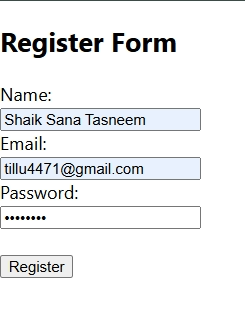 Register Form
Name:
Shaik Sana Tasneem
Email:
tillu4471@gmail.com
Password:
••••••••
Register